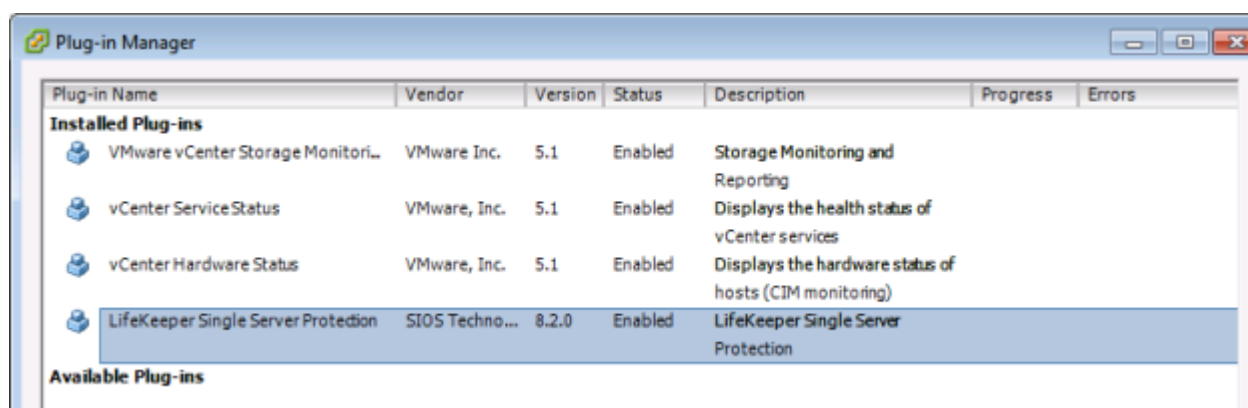 Plug-in Manager
Plug-in Name Vendor Version Status Description Progress Errors
Installed Plug-ins
VMware vCenter Storage Monitori... VMware Inc. 5.1 Enabled Storage Monitoring and
Reporting
vCenter Service Status VMware, Inc. 5.1 Enabled Displays the health status of
vCenter services
vCenter Hardware Status VMware, Inc. 5.1 Enabled Displays the hardware status of
hosts (CIM monitoring)
LifeKeeper Single Server Protection SIOS Techno... 8.2.0 Enabled LifeKeeper Single Server
Protection
Available Plug-ins